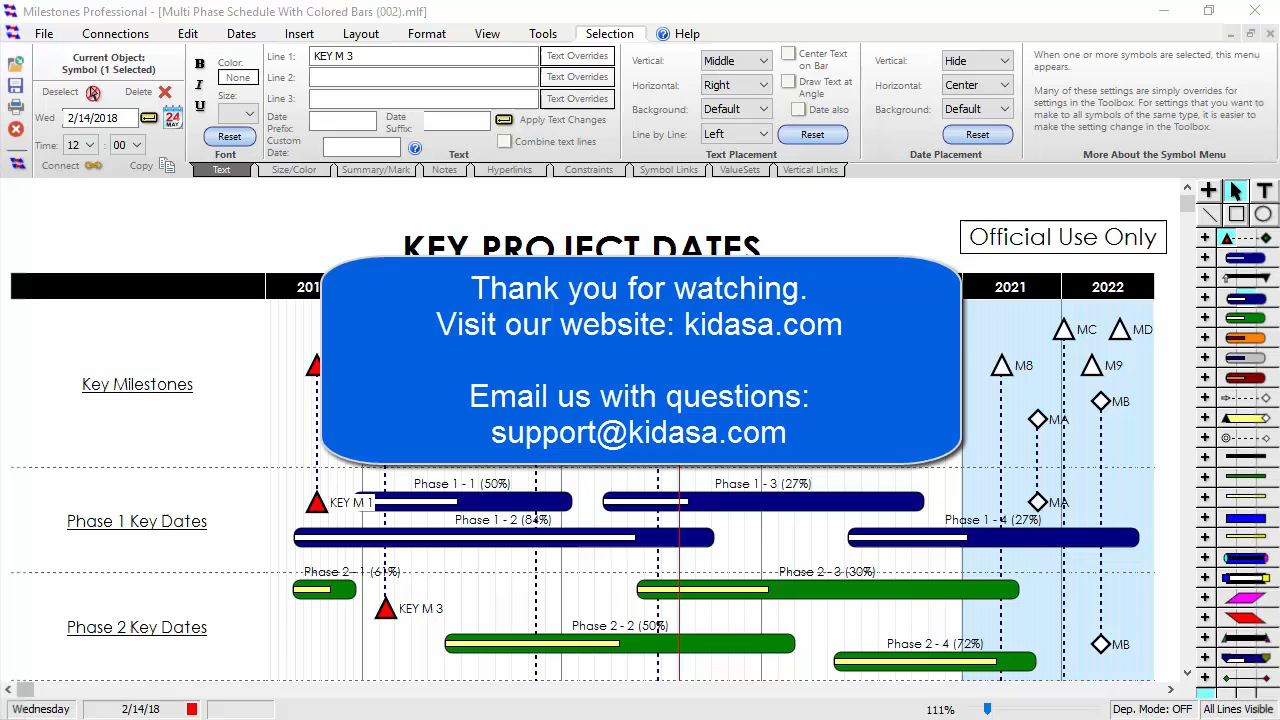 Milestones Professional - [Multi Phase Schedule With Colored Bars (002).mlf]
File Connections Edit Dates Insert Layout Format View Tools Selection Help
Current Object:
Symbol (1 Selected)
Deselect Delete
Wed 2/14/2018 24 MAY
Time: 12 : 00
Connect Copy
B Color:
I None
Size:
U
Reset
Font
Line 1: KEY M 3 Text Overrides
Line 2: Text Overrides
Line 3: Text Overrides
Date Prefix: Date Suffix: Apply Text Changes
Custom Date: Combine text lines
Text
Vertical: Middle Center Text on Bar
Horizontal: Right Draw Text at Angle
Background: Default Date also
Line by Line: Left Reset
Text Placement
Vertical: Hide
Horizontal: Center
Background: Default
Reset
Date Placement
When one or more symbols are selected, this menu
appears.
Many of these settings are simply overrides for
settings in the Toolbox. For settings that you want
to make to all symbols of the same type, it is easier to
make the setting change in the Toolbox.
More About the Symbol Menu
Text Size/Color Summary/Mark Notes Hyperlinks Constraints Symbol Links ValueSets Vertical Links
KEY PROJECT DATES
Official Use Only
201 2021 2022
Thank you for watching.
Visit our website: kidasa.com
Email us with questions:
support@kidasa.com
MC MD
Key Milestones
M8 M9
MB
MA
Phase 1 - 1 (50%) Phase 1 - 3 (27%)
Phase 1 Key Dates
KEY M 1 MA
Phase 1 - 2 (84%) Phase 1 - 4 (27%)
Phase 2 - 1 (61%) Phase 2 - 3 (30%)
KEY M 3
Phase 2 Key Dates
Phase 2 - 2 (50%)
Phase 2 - 4 (72%) MB
Wednesday 2/14/18 111% Dep. Mode: OFF All Lines Visible